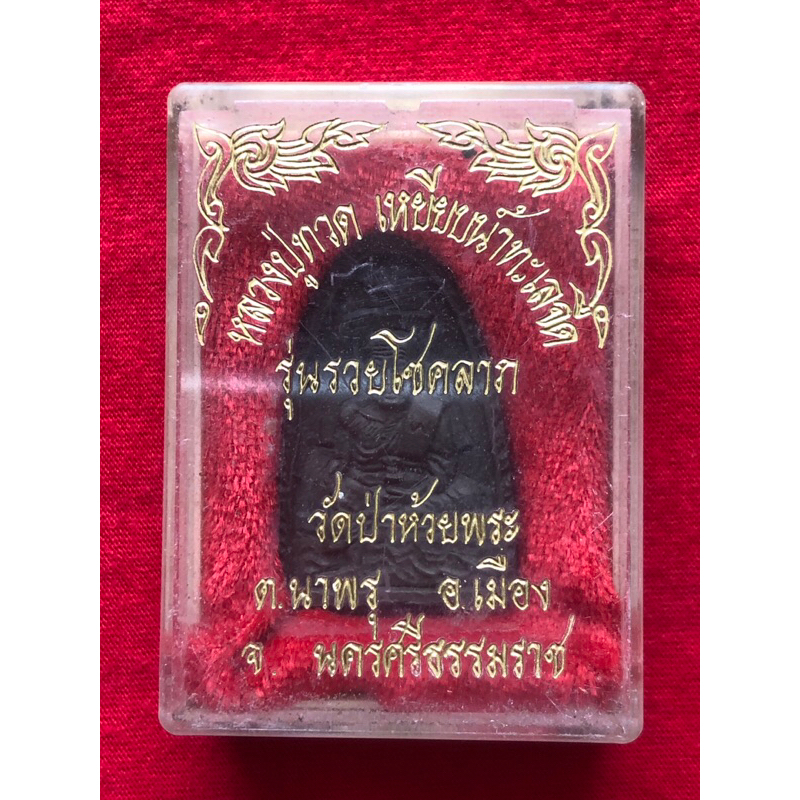 หลวงปู่ทวด เหยียบน้ำทะเลจืด
รุ่นรวยโชคลาภ
วัดป่าห้วยพระ
ต.นาพรุ อ.เมือง
จ. นครศรีธรรมราช